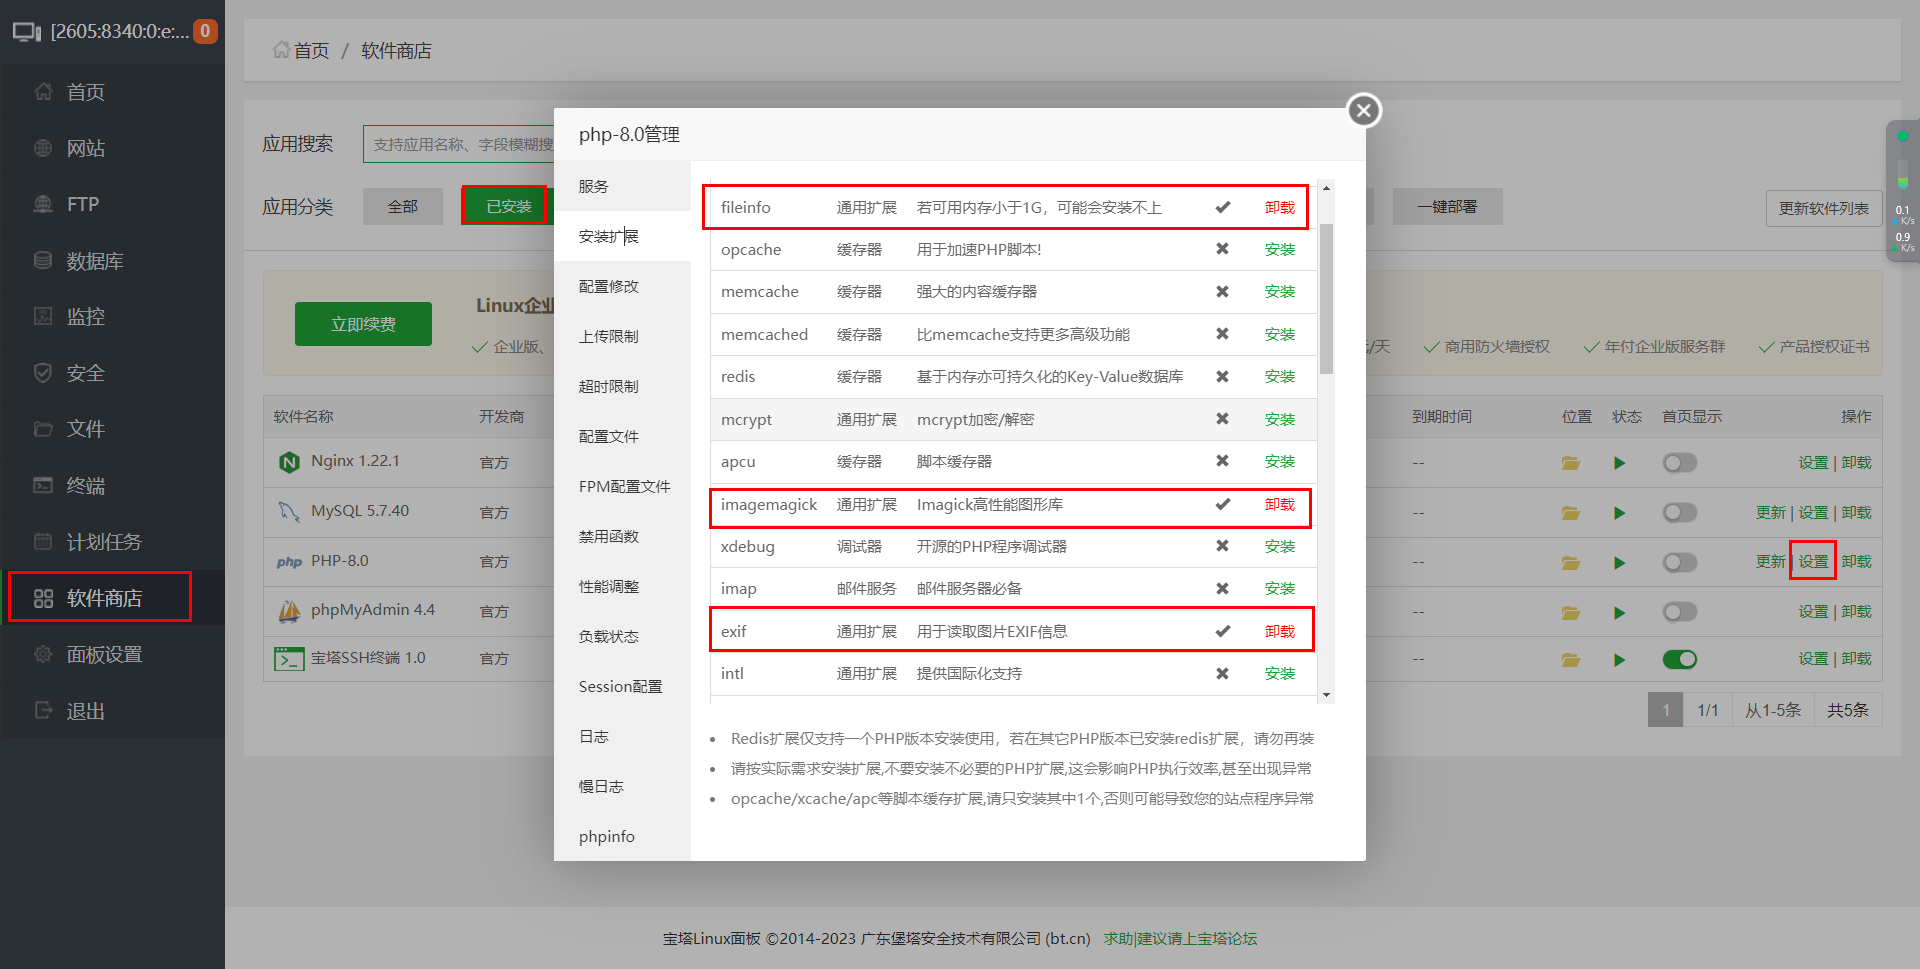 [2605:8340:0:e:... 0
首页
网站
FTP
数据库
监控
安全
文件
终端
计划任务
软件商店
面板设置
退出
首页 / 软件商店
应用搜索 支持应用名称、字段模糊搜
应用分类 全部 已安装 一键部署 更新软件列表
立即续费 Linux企业
企业版、 /天 商用防火墙授权 年付企业版服务群 产品授权证书
软件名称 开发商 到期时间 位置 状态 首页显示 操作
Nginx 1.22.1 官方 -- 设置 | 卸载
MySQL 5.7.40 官方 -- 更新 | 设置 | 卸载
php PHP-8.0 官方 -- 更新 | 设置 卸载
phpMyAdmin 4.4 官方 -- 更新 | 设置 | 卸载
宝塔SSH终端 1.0 官方 -- 设置 | 卸载
1 1/1 从1-5条 共5条
php-8.0管理
服务
安装扩展
配置修改
上传限制
超时限制
配置文件
FPM配置文件
禁用函数
性能调整
负载状态
Session配置
日志
慢日志
phpinfo
fileinfo 通用扩展 若可用内存小于1G，可能会安装不上 卸载
opcache 缓存器 用于加速PHP脚本! 安装
memcache 缓存器 强大的内容缓存器 安装
memcached 缓存器 比memcache支持更多高级功能 安装
redis 缓存器 基于内存亦可持久化的Key-Value数据库 安装
mcrypt 通用扩展 mcrypt加密/解密 安装
apcu 缓存器 脚本缓存器 安装
imagemagick 通用扩展 Imagick高性能图形库 卸载
xdebug 调试器 开源的PHP程序调试器 安装
imap 邮件服务 邮件服务器必备 安装
exif 通用扩展 用于读取图片EXIF信息 卸载
intl 通用扩展 提供国际化支持 安装
Redis扩展仅支持一个PHP版本安装使用，若在其它PHP版本已安装redis扩展，请勿再装
请按实际需求安装扩展,不要安装不必要的PHP扩展,这会影响PHP执行效率,甚至出现异常
opcache/xcache/apc等脚本缓存扩展,请只安装其中1个,否则可能导致您的站点程序异常
0.1
K/s
0.9
K/s
宝塔Linux面板 ©2014-2023 广东堡塔安全技术有限公司 (bt.cn) 求助|建议请上宝塔论坛